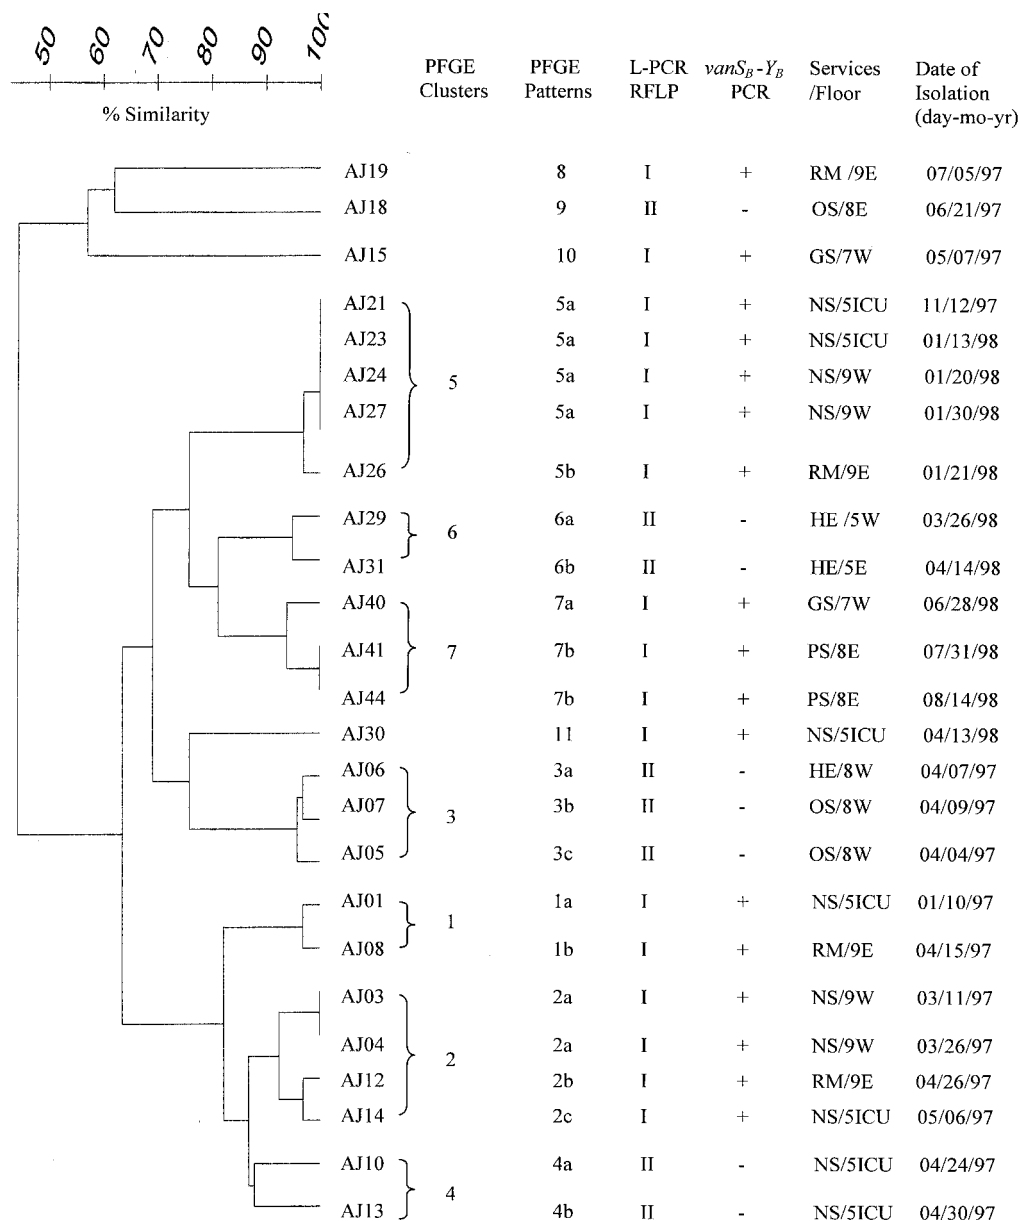 50 60 70 80 90 100
% Similarity
PFGE Clusters
PFGE Patterns
L-PCR RFLP
vanS_B-Y_B PCR
Services /Floor
Date of Isolation (day-mo-yr)
AJ19 8 I + RM /9E 07/05/97
AJ18 9 II - OS/8E 06/21/97
AJ15 10 I + GS/7W 05/07/97
AJ21 5a I + NS/5ICU 11/12/97
AJ23 5a I + NS/5ICU 01/13/98
AJ24 5a I + NS/9W 01/20/98
5
AJ27 5a I + NS/9W 01/30/98
AJ26 5b I + RM/9E 01/21/98
AJ29 6a II - HE /5W 03/26/98
6
AJ31 6b II - HE/5E 04/14/98
AJ40 7a I + GS/7W 06/28/98
AJ41 7 7b I + PS/8E 07/31/98
AJ44 7b I + PS/8E 08/14/98
AJ30 11 I + NS/5ICU 04/13/98
AJ06 3a II - HE/8W 04/07/97
AJ07 3b II - OS/8W 04/09/97
3
AJ05 3c II - OS/8W 04/04/97
AJ01 1a I + NS/5ICU 01/10/97
1
AJ08 1b I + RM/9E 04/15/97
AJ03 2a I + NS/9W 03/11/97
AJ04 2a I + NS/9W 03/26/97
2
AJ12 2b I + RM/9E 04/26/97
AJ14 2c I + NS/5ICU 05/06/97
AJ10 4a II - NS/5ICU 04/24/97
4
AJ13 4b II - NS/5ICU 04/30/97